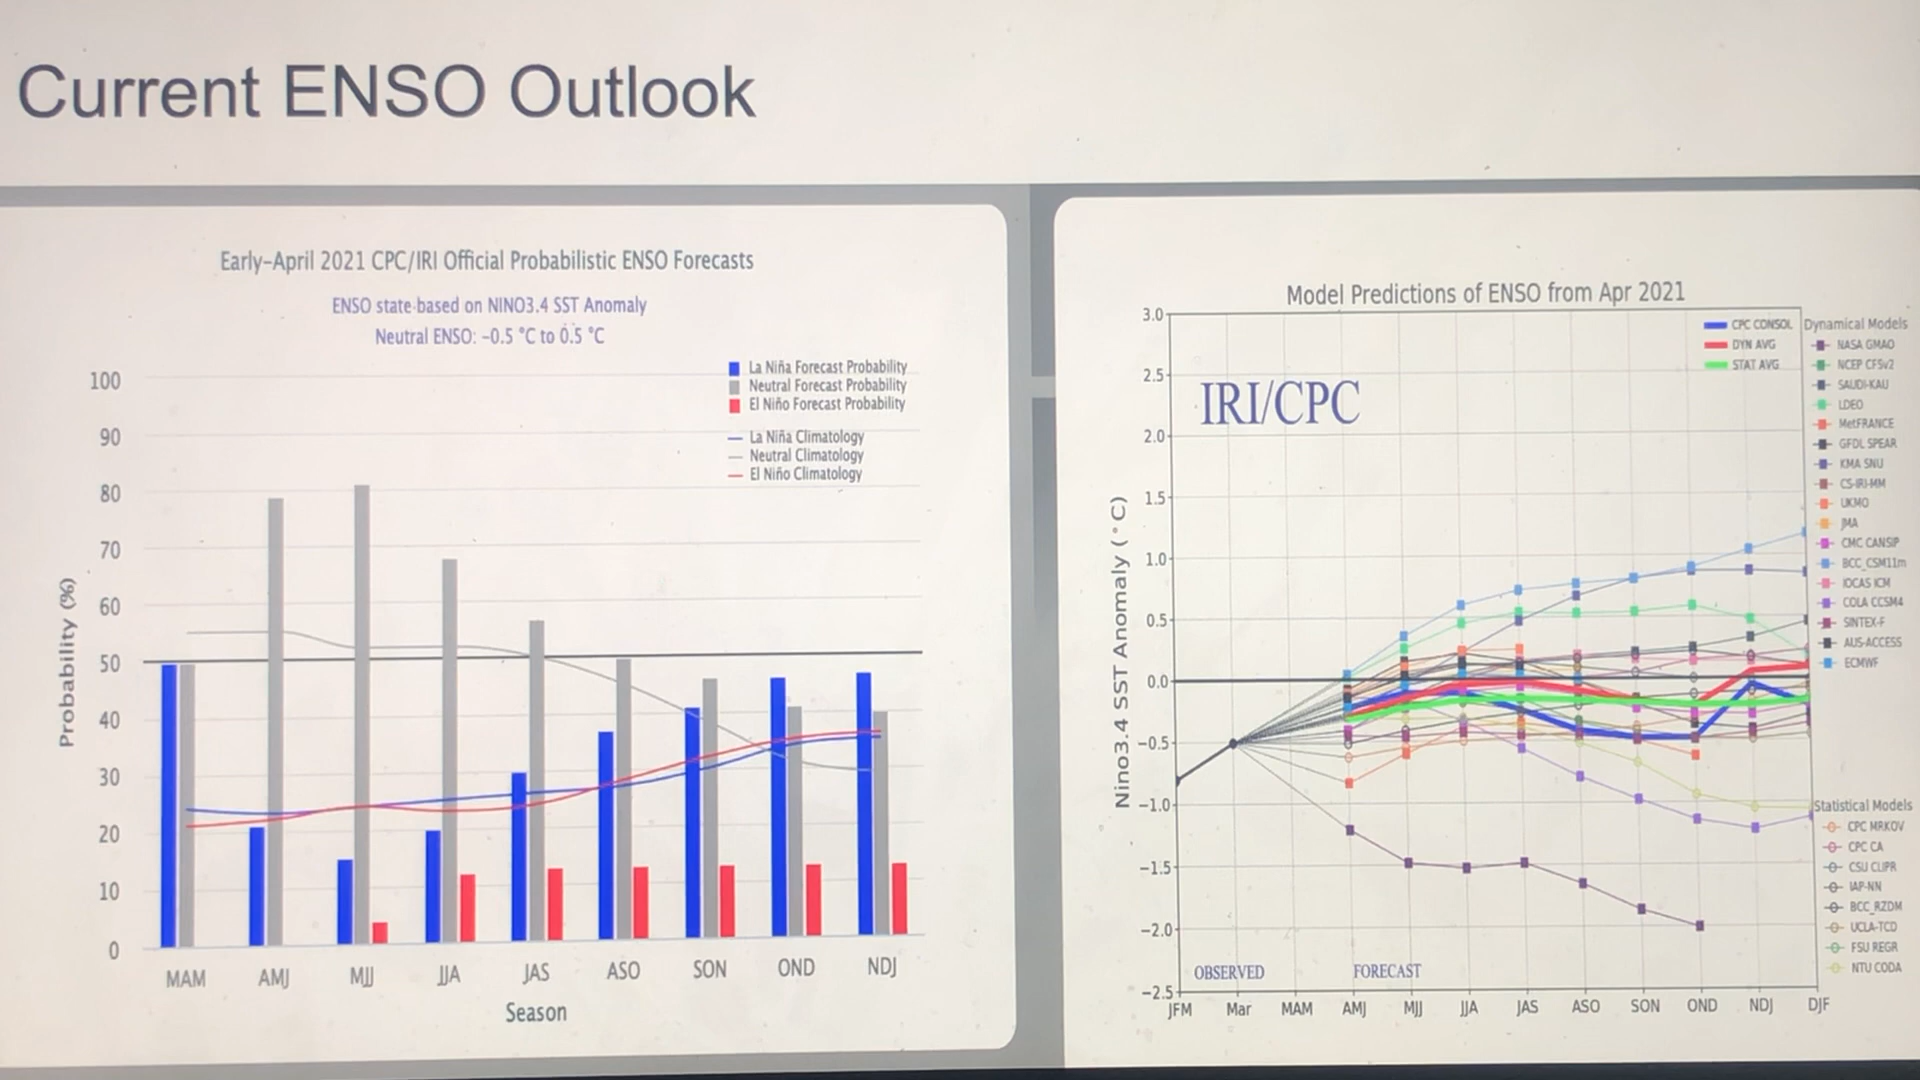 Current ENSO Outlook
Early-April 2021 CPC/IRI Official Probabilistic ENSO Forecasts
ENSO state based on NINO3.4 SST Anomaly
Neutral ENSO: -0.5 °C to 0.5 °C
La Niña Forecast Probability
Neutral Forecast Probability
El Niño Forecast Probability
La Niña Climatology
Neutral Climatology
El Niño Climatology
Probability (%)
100
90
80
70
60
50
40
30
20
10
0
MAM AMJ MJJ JJA JAS ASO SON OND NDJ
Season
Model Predictions of ENSO from Apr 2021
IRI/CPC
CPC CONSOL
DYN AVG
STAT AVG
Nino3.4 SST Anomaly (°C)
3.0
2.5
2.0
1.5
1.0
0.5
0.0
-0.5
-1.0
-1.5
-2.0
-2.5
OBSERVED FORECAST
JFM Mar MAM AMJ MJJ JJA JAS ASO SON OND NDJ DJF
Dynamical Models
NASA GMAO
NCEP CFSv2
SAUDI-KAU
LDEO
MetFRANCE
GFDL SPEAR
KMA SNU
CS-IRI-MM
UKMO
JMA
CMC CANSIP
BCC_CSM11m
IOCAS ICM
COLA CCSM4
SINTEX-F
AUS-ACCESS
ECMWF
Statistical Models
CPC MRKOV
CPC CA
CSU CLIPR
IAP-NN
BCC_RZDM
UCLA-TCD
FSU REGR
NTU CODA